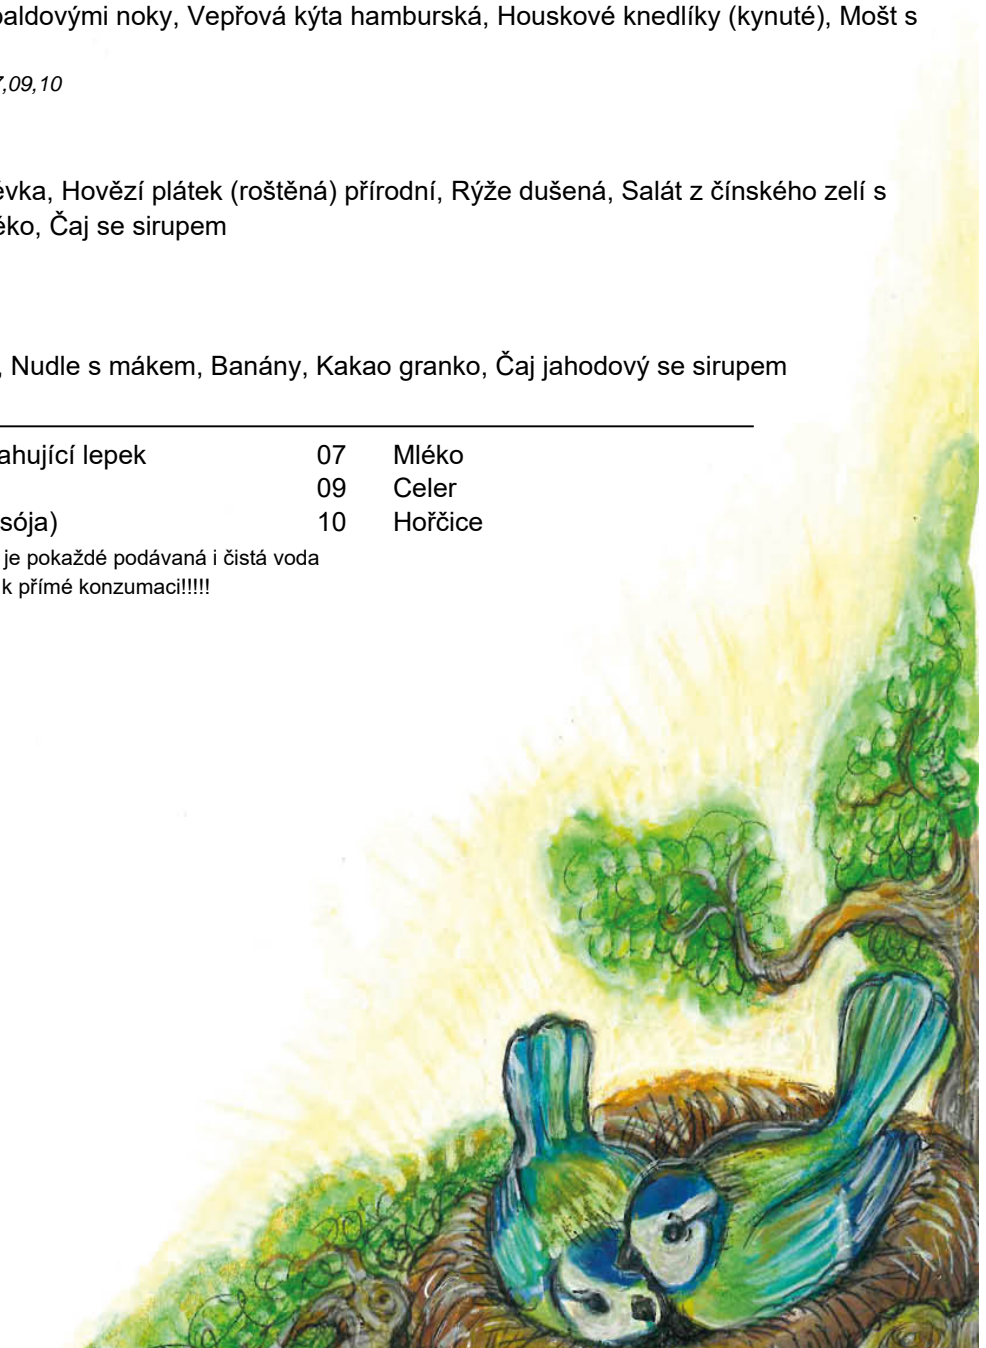 paldovými noky, Vepřová kýta hamburská, Houskové knedlíky (kynuté), Mošt s
7,09,10
évka, Hovězí plátek (roštěná) přírodní, Rýže dušená, Salát z čínského zelí s
éko, Čaj se sirupem
, Nudle s mákem, Banány, Kakao granko, Čaj jahodový se sirupem
ahující lepek 07 Mléko
09 Celer
sója) 10 Hořčice
je pokaždé podávaná i čistá voda
k přímé konzumaci!!!!!